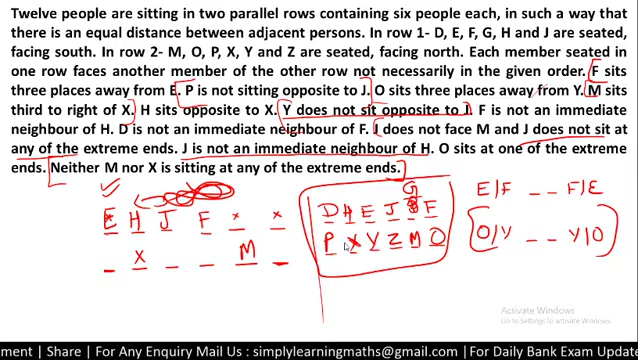 Twelve people are sitting in two parallel rows containing six people each, in such a way that
there is an equal distance between adjacent persons. In row 1- D, E, F, G, H and J are seated,
facing south. In row 2- M, O, P, X, Y and Z are seated, facing north. Each member seated in
one row faces another member of the other row not necessarily in the given order. F sits
three places away from E. P is not sitting opposite to J. O sits three places away from Y. M sits
third to right of X. H sits opposite to X. Y does not sit opposite to J. F is not an immediate
neighbour of H. D is not an immediate neighbour of F. J does not face M and J does not sit at
any of the extreme ends. J is not an immediate neighbour of H. O sits at one of the extreme
ends. Neither M nor X is sitting at any of the extreme ends.
E H J F × ×
X M
G
D H E J F
P X Y Z M O
E/F _ _ F/E
O/Y _ _ Y/O
Activate Windows
Go to Settings to activate Windows.
ment | Share | For Any Enquiry Mail Us : simplylearningmaths@gmail.com | For Daily Bank Exam Update